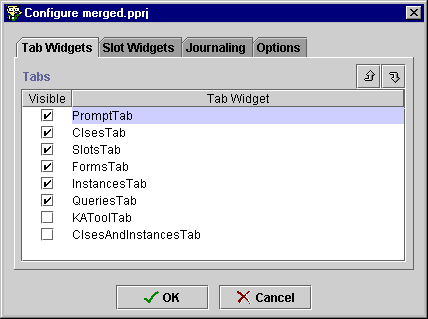 Configure merged.pprj
Tab Widgets Slot Widgets Journaling Options
Tabs
Visible Tab Widget
PromptTab
ClsesTab
SlotsTab
FormsTab
InstancesTab
QueriesTab
KAToolTab
ClsesAndInstancesTab
OK Cancel